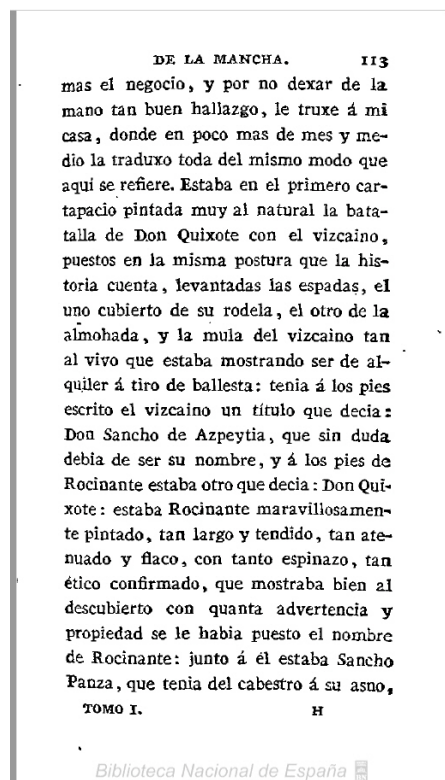 DE LA MANCHA. 113
mas el negocio, y por no dexar de la
mano tan buen hallazgo, le truxe á mi
casa, donde en poco mas de mes y me-
dio la traduxo toda del mismo modo que
aquí se refiere. Estaba en el primero car-
tapacio pintada muy al natural la bata-
talla de Don Quixote con el vizcaino,
puestos en la misma postura que la his-
toria cuenta, levantadas las espadas, el
uno cubierto de su rodela, el otro de la
almohada, y la mula del vizcaino tan
al vivo que estaba mostrando ser de al-
quiler á tiro de ballesta: tenia á los pies
escrito el vizcaino un título que decia:
Don Sancho de Azpeytia, que sin duda
debia de ser su nombre, y á los pies de
Rocinante estaba otro que decia: Don Qui-
xote: estaba Rocinante maravillosamen-
te pintado, tan largo y tendido, tan ate-
nuado y flaco, con tanto espinazo, tan
ético confirmado, que mostraba bien al
descubierto con quanta advertencia y
propiedad se le habia puesto el nombre
de Rocinante: junto á él estaba Sancho
Panza, que tenia del cabestro á su asno,
TOMO I. H
Biblioteca Nacional de España